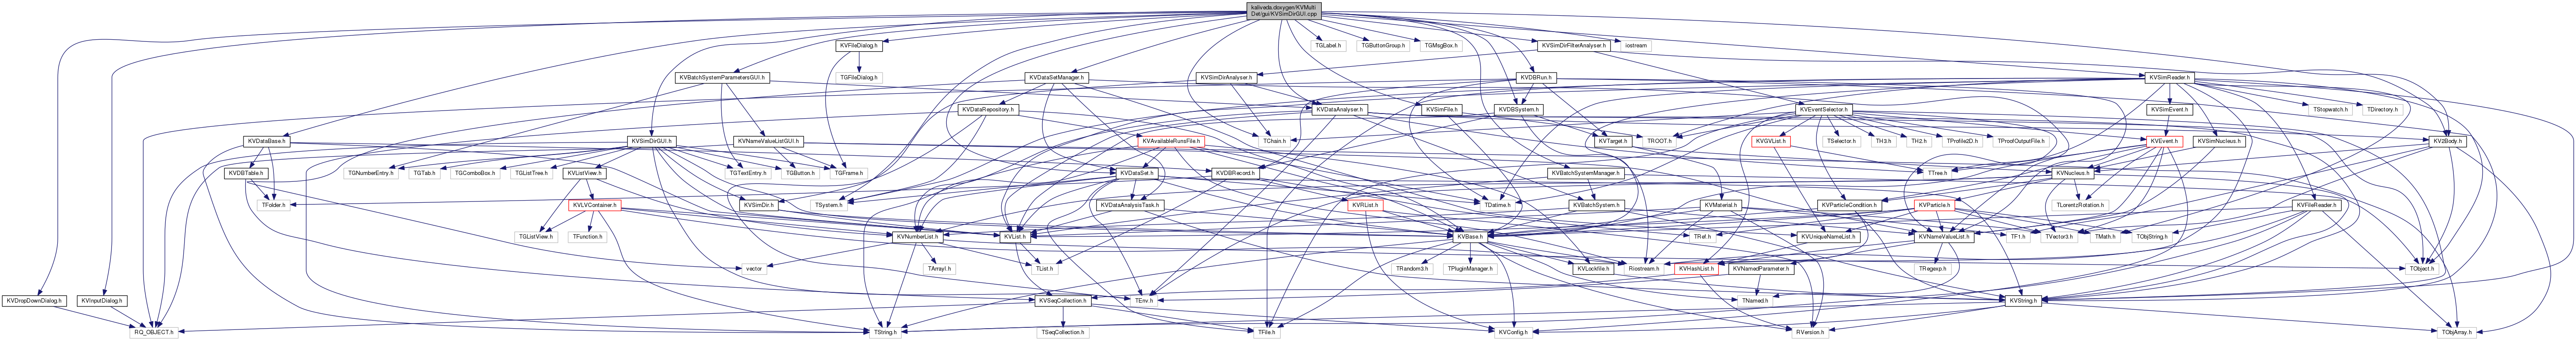 kaliveda.doxygen/KVMulti
Det/gui/KVSimDirGUI.cpp
KVFileDialog.h
TGLabel.h
TGButtonGroup.h
TGMsgBox.h
KVSimDirFilterAnalyser.h
iostream
TGFileDialog.h
KVBatchSystemParametersGUI.h
KVDataSetManager.h
KVSimDirAnalyser.h
KVDBRun.h
KVSimReader.h
KVDataRepository.h
KVDataAnalyser.h
KVSimFile.h
KVDBSystem.h
KVEventSelector.h
KVSimEvent.h
TStopwatch.h
TDirectory.h
KVDataBase.h
KVSimDirGUI.h
KVNameValueListGUI.h
KVAvailableRunsFile.h
TChain.h
TROOT.h
KVTarget.h
KVGVList.h
TSelector.h
TH3.h
TH2.h
TProfile2D.h
TProofOutputFile.h
KVEvent.h
KVSimNucleus.h
KV2Body.h
KVDBTable.h
TGNumberEntry.h
TGTab.h
TGComboBox.h
TGListTree.h
KVListView.h
TGTextEntry.h
TGButton.h
TGFrame.h
KVDataSet.h
KVDBRecord.h
KVBatchSystemManager.h
TTree.h
KVNucleus.h
TFolder.h
KVLVContainer.h
KVSimDir.h
TSystem.h
KVDataAnalysisTask.h
KVRList.h
TDatime.h
KVBatchSystem.h
KVMaterial.h
KVParticleCondition.h
KVParticle.h
TLorentzRotation.h
KVFileReader.h
TGListView.h
TFunction.h
KVNumberList.h
KVList.h
KVBase.h
TRef.h
KVUniqueNameList.h
KVNameValueList.h
TF1.h
TVector3.h
TMath.h
TObjString.h
vector
TArrayI.h
TList.h
TRandom3.h
TPluginManager.h
KVLockfile.h
Riostream.h
KVHashList.h
KVNamedParameter.h
TRegexp.h
TObject.h
KVDropDownDialog.h
KVInputDialog.h
KVSeqCollection.h
TEnv.h
TNamed.h
KVString.h
RQ_OBJECT.h
TString.h
TSeqCollection.h
TFile.h
KVConfig.h
RVersion.h
TObjArray.h